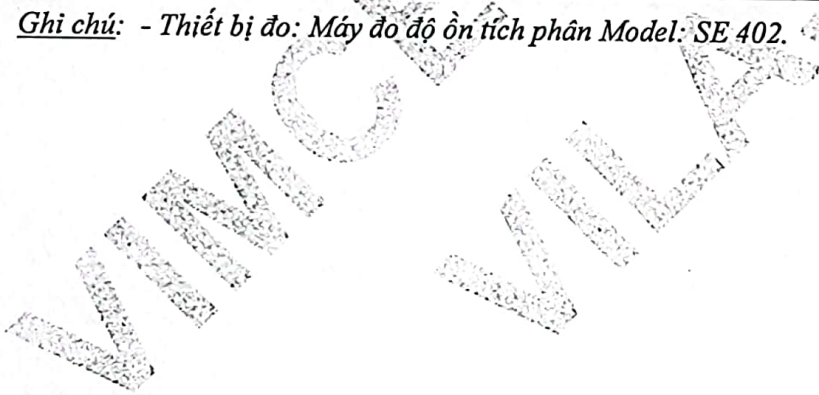 Ghi chú: - Thiết bị đo: Máy đo độ ồn tích phân Model: SE 402.
VIMCE
VILA